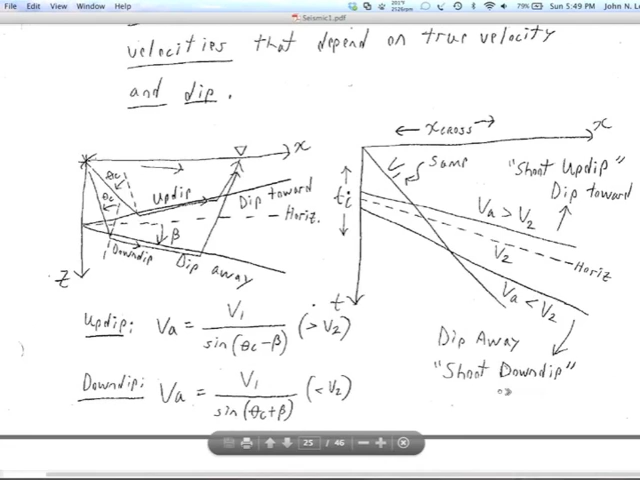 File Edit View Window Help
79% Sun 5:49 PM John N. Lo
Seismic1.pdf
velocities that depend on true velocity
and dip.
x
θc
θc
Updip
Dip toward
Horiz.
β
Downdip
Dip away
z
Updip: Va = V1 / sin(θc-β) (>V2)
Downdip: Va = V1 / sin(θc+β) (<V2)
← xcross → x
V1 same
"Shoot Updip"
Dip toward
ti
Va > V2
V2
Horiz
Va < V2
t
Dip Away
"Shoot Downdip"
25 / 46